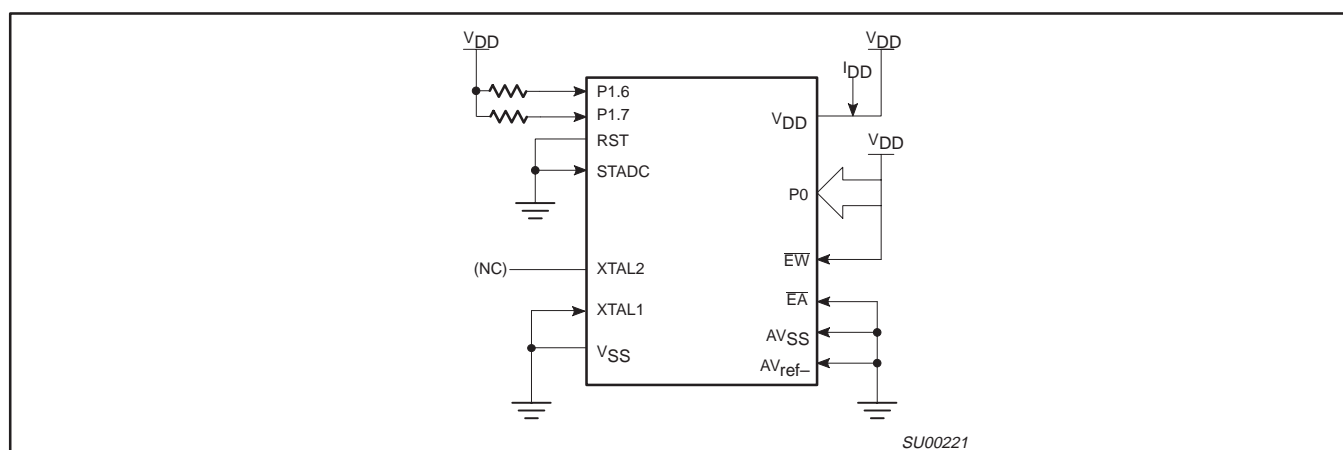 VDD
P1.6
P1.7
RST
STADC
(NC)
XTAL2
XTAL1
VSS
VDD
IDD
VDD
VDD
P0
EW
EA
AVSS
AVref–
SU00221